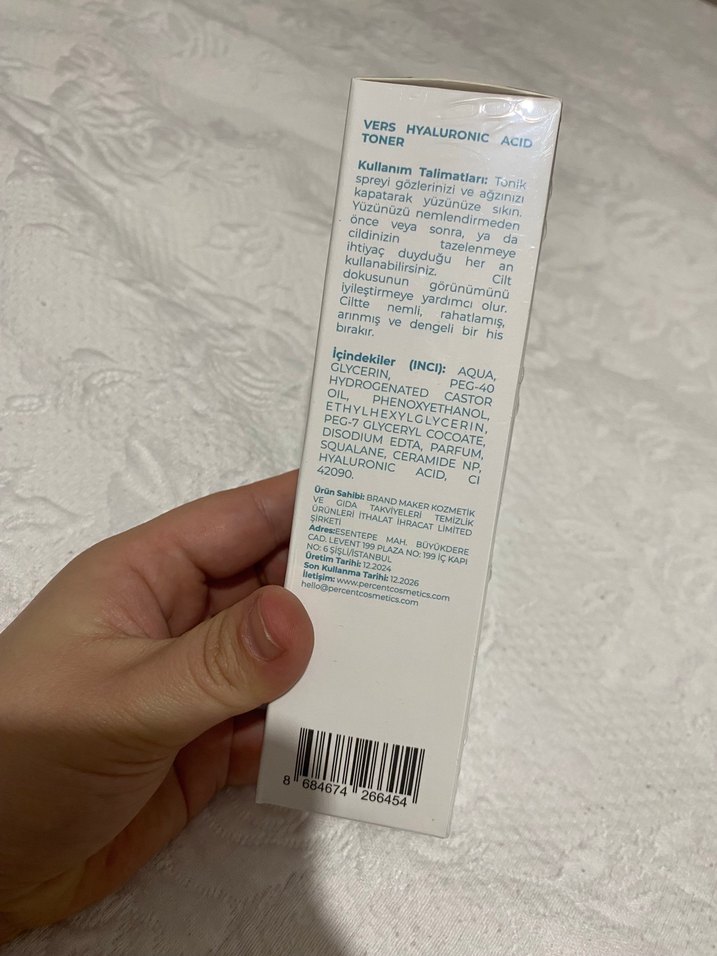 VERS HYALURONIC ACID
TONER
Kullanım Talimatları: Tonik
spreyi gözlerinizi ve ağzınızı
kapatarak yüzünüze sıkın.
Yüzünüzü nemlendirmeden
önce veya sonra, ya da
cildinizin tazelenmeye
ihtiyaç duyduğu her an
kullanabilirsiniz. Cilt
dokusunun görünümünü
iyileştirmeye yardımcı olur.
Ciltte nemli, rahatlamış,
arınmış ve dengeli bir his
bırakır.
İçindekiler (INCI): AQUA,
GLYCERIN, PEG-40
HYDROGENATED CASTOR
OIL, PHENOXYETHANOL,
ETHYLHEXYLGLYCERIN,
PEG-7 GLYCERYL COCOATE,
DISODIUM EDTA, PARFUM,
SQUALANE, CERAMIDE NP,
HYALURONIC ACID, CI
42090.
Ürün Sahibi: BRAND MAKER KOZMETİK
VE GIDA TAKVİYELERİ TEMİZLİK
ÜRÜNLERİ İTHALAT İHRACAT LİMİTED
ŞİRKETİ
Adres:ESENTEPE MAH. BÜYÜKDERE
CAD. LEVENT 199 PLAZA NO: 199 İÇ KAPI
NO: 6 ŞİŞLİ/İSTANBUL
Üretim Tarihi: 12.2024
Son Kullanma Tarihi: 12.2026
İletişim: www.percentcosmetics.com
hello@percentcosmetics.com
8 684674 266454